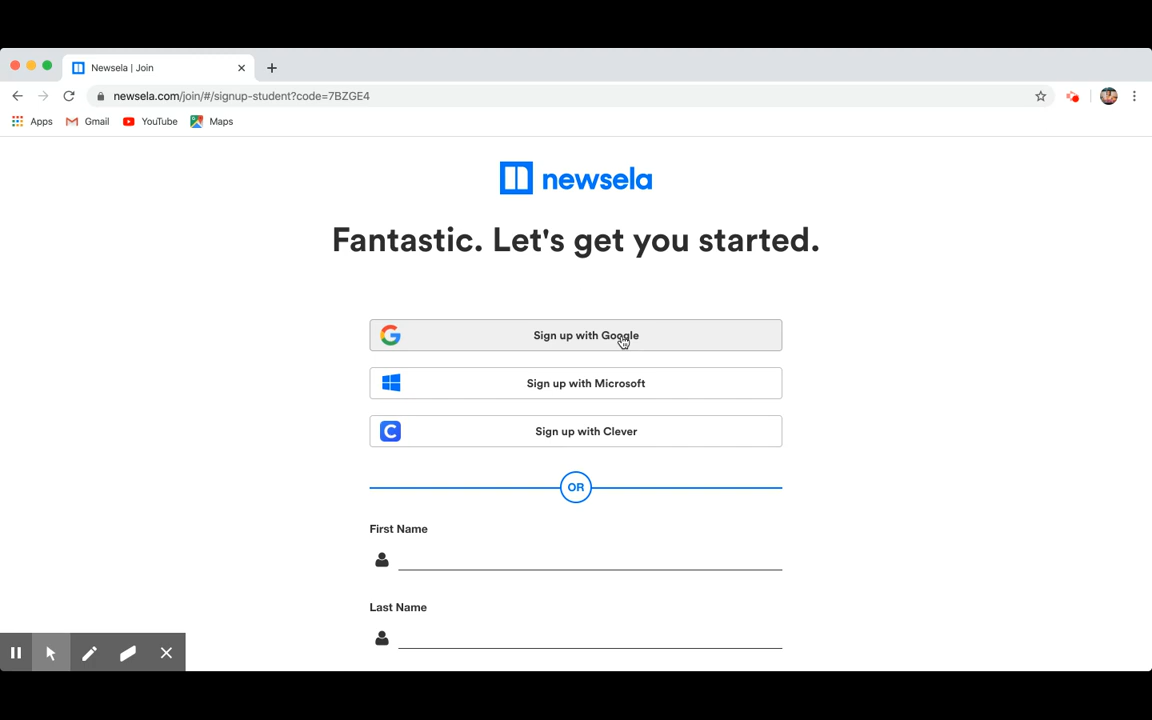 Newsela | Join
newsela.com/join/#/signup-student?code=7BZGE4
Apps Gmail YouTube Maps
newsela
Fantastic. Let's get you started.
Sign up with Google
Sign up with Microsoft
C Sign up with Clever
OR
First Name
Last Name